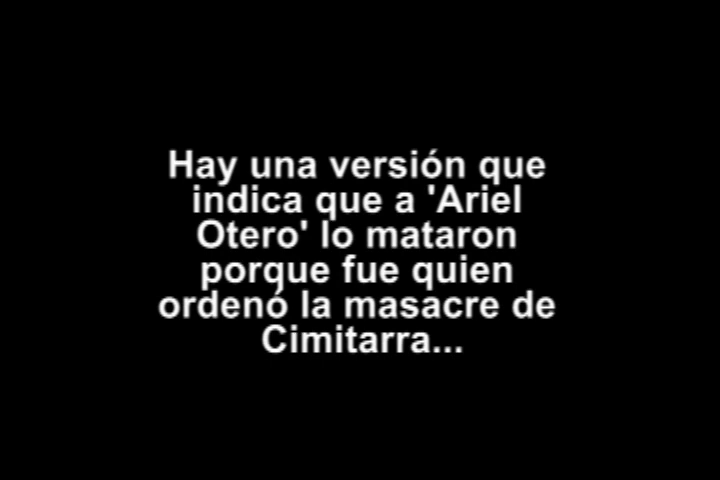 Hay una versión que
indica que a 'Ariel
Otero' lo mataron
porque fue quien
ordenó la masacre de
Cimitarra...